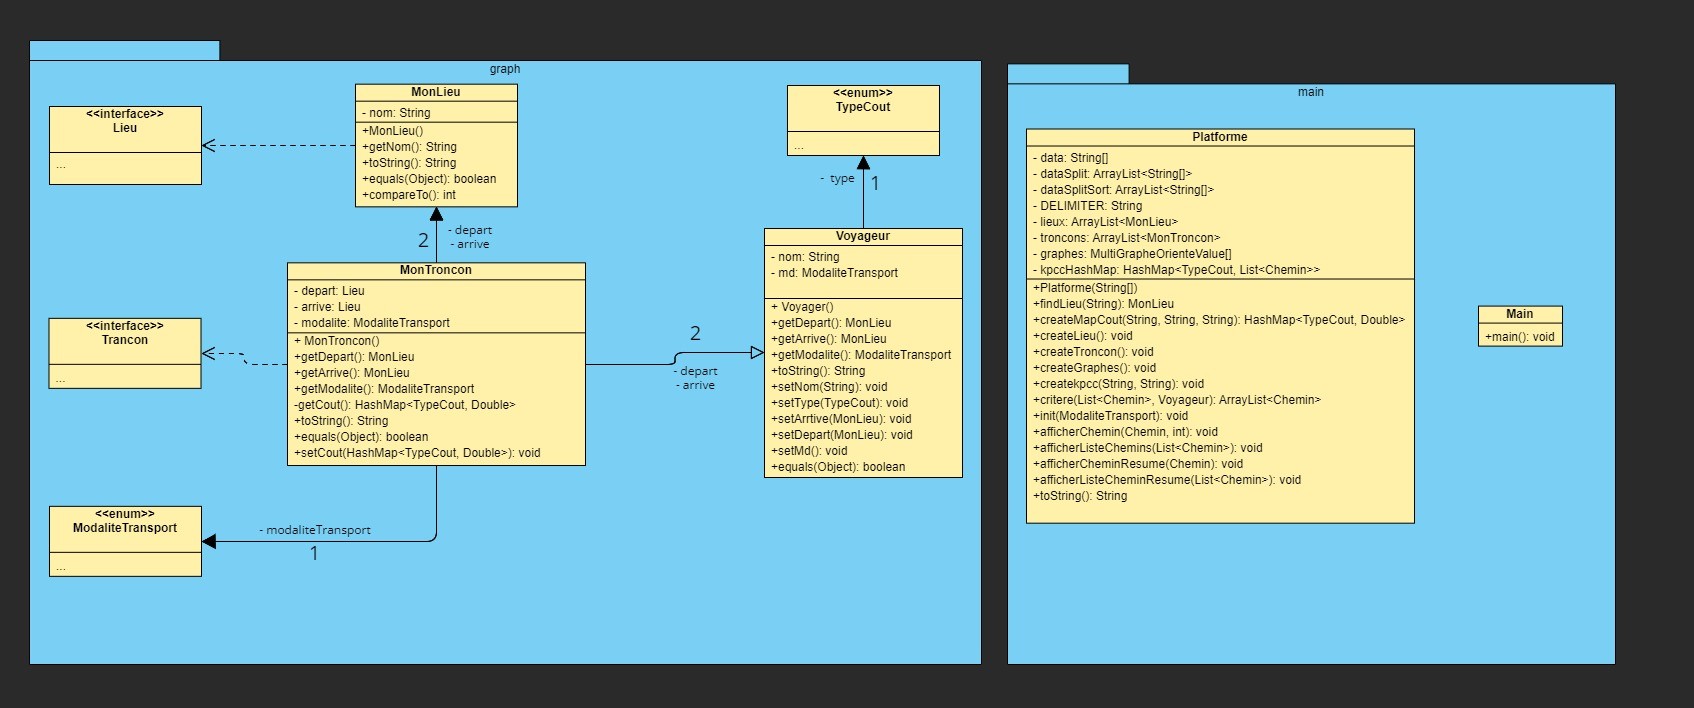 graph
<<interface>>
Lieu
...
MonLieu
- nom: String
+MonLieu()
+getNom(): String
+toString(): String
+equals(Object): boolean
+compareTo(): int
<<enum>>
TypeCout
...
- type
1
2
- depart
- arrive
<<interface>>
Trancon
...
MonTroncon
- depart: Lieu
- arrive: Lieu
- modalite: ModaliteTransport
+ MonTroncon()
+getDepart(): MonLieu
+getArrive(): MonLieu
+getModalite(): ModaliteTransport
-getCout(): HashMap<TypeCout, Double>
+toString(): String
+equals(Object): boolean
+setCout(HashMap<TypeCout, Double>): void
2
- depart
- arrive
Voyageur
- nom: String
- md: ModaliteTransport
+ Voyager()
+getDepart(): MonLieu
+getArrive(): MonLieu
+getModalite(): ModaliteTransport
+toString(): String
+setNom(String): void
+setType(TypeCout): void
+setArrtive(MonLieu): void
+setDepart(MonLieu): void
+setMd(): void
+equals(Object): boolean
<<enum>>
ModaliteTransport
...
- modaliteTransport
1
main
Platforme
- data: String[]
- dataSplit: ArrayList<String[]>
- dataSplitSort: ArrayList<String[]>
- DELIMITER: String
- lieux: ArrayList<MonLieu>
- troncons: ArrayList<MonTroncon>
- graphes: MultiGrapheOrienteValue[]
- kpccHashMap: HashMap<TypeCout, List<Chemin>>
+Platforme(String[])
+findLieu(String): MonLieu
+createMapCout(String, String, String): HashMap<TypeCout, Double>
+createLieu(): void
+createTroncon(): void
+createGraphes(): void
+createkpcc(String, String): void
+critere(List<Chemin>, Voyageur): ArrayList<Chemin>
+init(ModaliteTransport): void
+afficherChemin(Chemin, int): void
+afficherListeChemins(List<Chemin>): void
+afficherCheminResume(Chemin): void
+afficherListeCheminResume(List<Chemin>): void
+toString(): String
Main
+main(): void